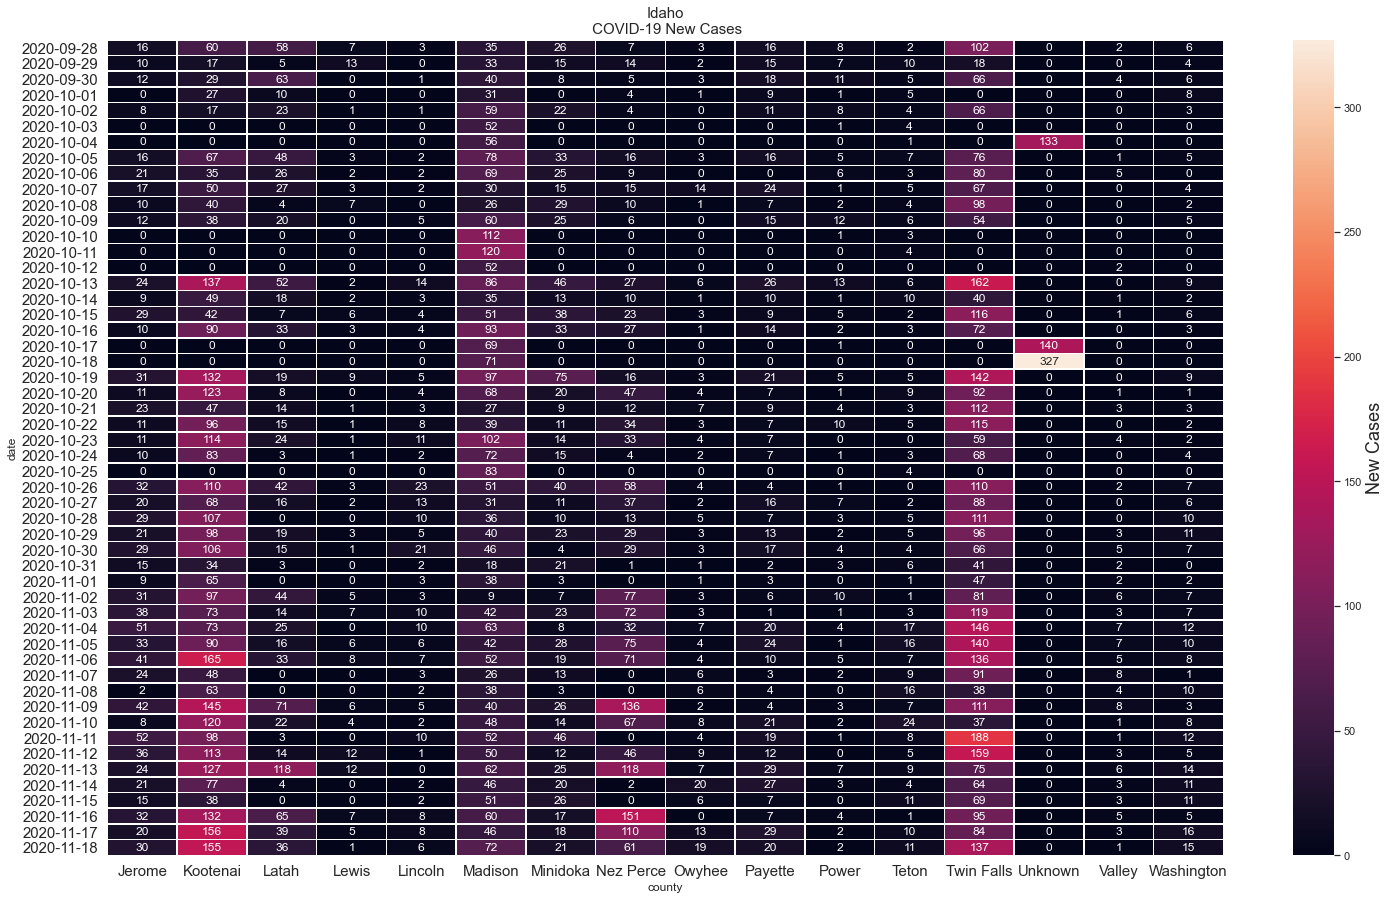 Idaho
COVID-19 New Cases
2020-09-28 16 60 58 7 3 35 26 7 3 16 8 2 102 0 2 6
2020-09-29 10 17 5 13 0 33 15 14 2 15 7 10 18 0 0 4
2020-09-30 12 29 63 0 1 40 8 5 3 18 11 5 66 0 4 6
2020-10-01 0 27 10 0 0 31 0 4 1 9 1 5 0 0 0 8
2020-10-02 8 17 23 1 1 59 22 4 0 11 8 4 66 0 0 3
2020-10-03 0 0 0 0 0 52 0 0 0 0 1 4 0 0 0 0
2020-10-04 0 0 0 0 0 56 0 0 0 0 0 1 0 133 0 0
2020-10-05 16 67 48 3 2 78 33 16 3 16 5 7 76 0 1 5
2020-10-06 21 35 26 2 2 69 25 9 0 0 6 3 80 0 5 0
2020-10-07 17 50 27 3 2 30 15 15 14 24 1 5 67 0 0 4
2020-10-08 10 40 4 7 0 26 29 10 1 7 2 4 98 0 0 2
2020-10-09 12 38 20 0 5 60 25 6 0 15 12 6 54 0 0 5
2020-10-10 0 0 0 0 0 112 0 0 0 0 1 3 0 0 0 0
2020-10-11 0 0 0 0 0 120 0 0 0 0 0 4 0 0 0 0
2020-10-12 0 0 0 0 0 52 0 0 0 0 0 0 0 0 2 0
2020-10-13 24 137 52 2 14 86 46 27 6 26 13 6 162 0 0 9
2020-10-14 9 49 18 2 3 35 13 10 1 10 1 10 40 0 1 2
2020-10-15 29 42 7 6 4 51 38 23 3 9 5 2 116 0 1 6
2020-10-16 10 90 33 3 4 93 33 27 1 14 2 3 72 0 0 3
2020-10-17 0 0 0 0 0 69 0 0 0 0 1 0 0 140 0 0
2020-10-18 0 0 0 0 0 71 0 0 0 0 0 0 0 327 0 0
2020-10-19 31 132 19 9 5 97 75 16 3 21 5 5 142 0 0 9
2020-10-20 11 123 8 0 4 68 20 47 4 7 1 9 92 0 1 1
2020-10-21 23 47 14 1 3 27 9 12 7 9 4 3 112 0 3 3
2020-10-22 11 96 15 1 8 39 11 34 3 7 10 5 115 0 0 2
2020-10-23 11 114 24 1 11 102 14 33 4 7 0 0 59 0 4 2
2020-10-24 10 83 3 1 2 72 15 4 2 7 1 3 68 0 0 4
2020-10-25 0 0 0 0 0 83 0 0 0 0 0 4 0 0 0 0
2020-10-26 32 110 42 3 23 51 40 58 4 4 1 0 110 0 2 7
2020-10-27 20 68 16 2 13 31 11 37 2 16 7 2 88 0 0 6
2020-10-28 29 107 0 0 10 36 10 13 5 7 3 5 111 0 0 10
2020-10-29 21 98 19 3 5 40 23 29 3 13 2 5 96 0 3 11
2020-10-30 29 106 15 1 21 46 4 29 3 17 4 4 66 0 5 7
2020-10-31 15 34 3 0 2 18 21 1 1 2 3 6 41 0 2 0
2020-11-01 9 65 0 0 3 38 3 0 1 3 0 1 47 0 2 2
2020-11-02 31 97 44 5 3 9 7 77 3 6 10 1 81 0 6 7
2020-11-03 38 73 14 7 10 42 23 72 3 1 1 3 119 0 3 7
2020-11-04 51 73 25 0 10 63 8 32 7 20 4 17 146 0 7 12
2020-11-05 33 90 16 6 6 42 28 75 4 24 1 16 140 0 7 10
2020-11-06 41 165 33 8 7 52 19 71 4 10 5 7 136 0 5 8
2020-11-07 24 48 0 0 3 26 13 0 6 3 2 9 91 0 8 1
2020-11-08 2 63 0 0 2 38 3 0 6 4 0 16 38 0 4 10
2020-11-09 42 145 71 6 5 40 26 136 2 4 3 7 111 0 8 3
2020-11-10 8 120 22 4 2 48 14 67 8 21 2 24 37 0 1 8
2020-11-11 52 98 3 0 10 52 46 0 4 19 1 8 188 0 1 12
2020-11-12 36 113 14 12 1 50 12 46 9 12 0 5 159 0 3 5
2020-11-13 24 127 118 12 0 62 25 118 7 29 7 9 75 0 6 14
2020-11-14 21 77 4 0 2 46 20 2 20 27 3 4 64 0 3 11
2020-11-15 15 38 0 0 2 51 26 0 6 7 0 11 69 0 3 11
2020-11-16 32 132 65 7 8 60 17 151 0 7 4 1 95 0 5 5
2020-11-17 20 156 39 5 8 46 18 110 13 29 2 10 84 0 3 16
2020-11-18 30 155 36 1 6 72 21 61 19 20 2 11 137 0 1 15
Jerome Kootenai Latah Lewis Lincoln Madison Minidoka Nez Perce Owyhee Payette Power Teton Twin Falls Unknown Valley Washington
county
date
300
250
200
150
100
50
0
New Cases